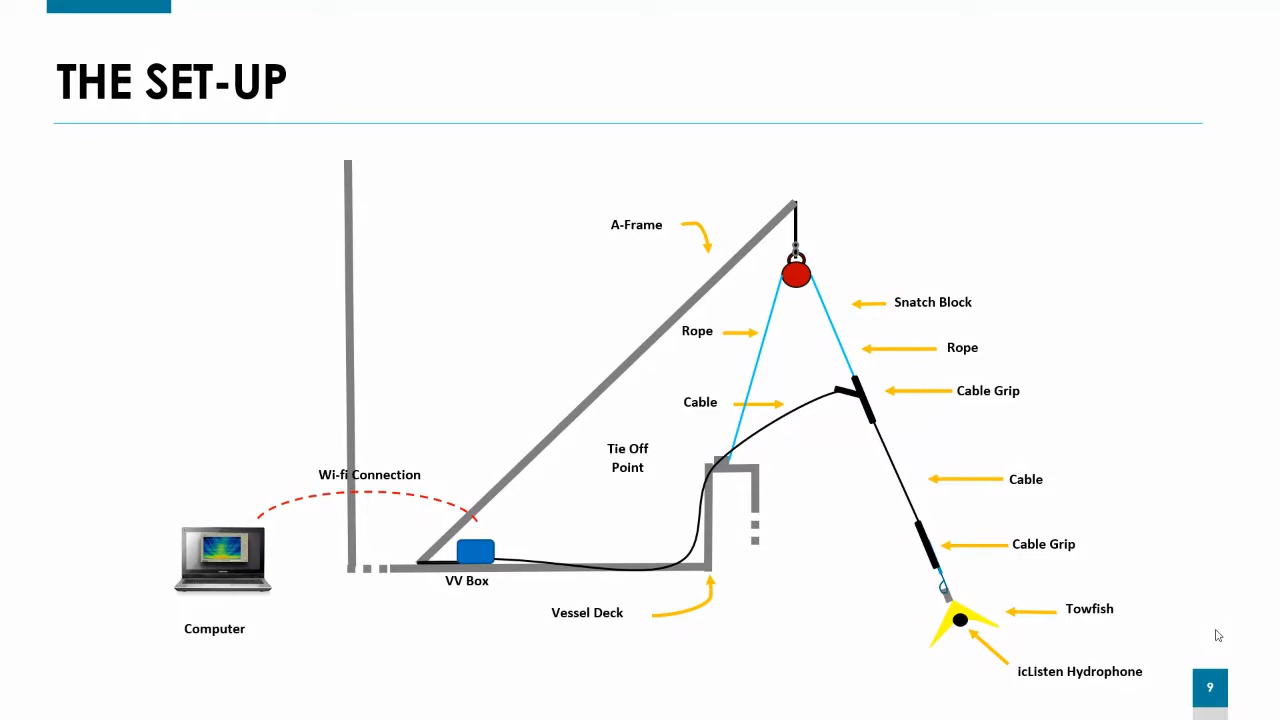 THE SET-UP
A-Frame
Snatch Block
Rope
Rope
Cable Grip
Cable
Tie Off
Point
Wi-fi Connection
Cable
Cable Grip
VV Box
Vessel Deck
Towfish
Computer
icListen Hydrophone
9